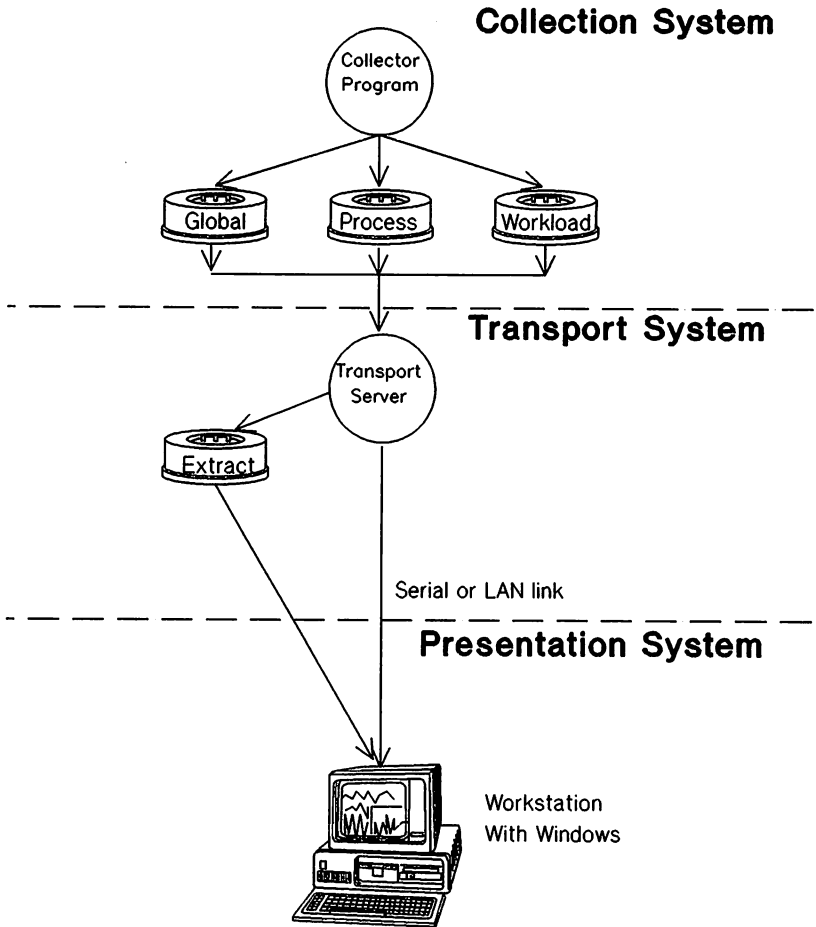 Collection System
Collector
Program
Global
Process
Workload
Transport System
Transport
Server
Extract
Serial or LAN link
Presentation System
Workstation
With Windows